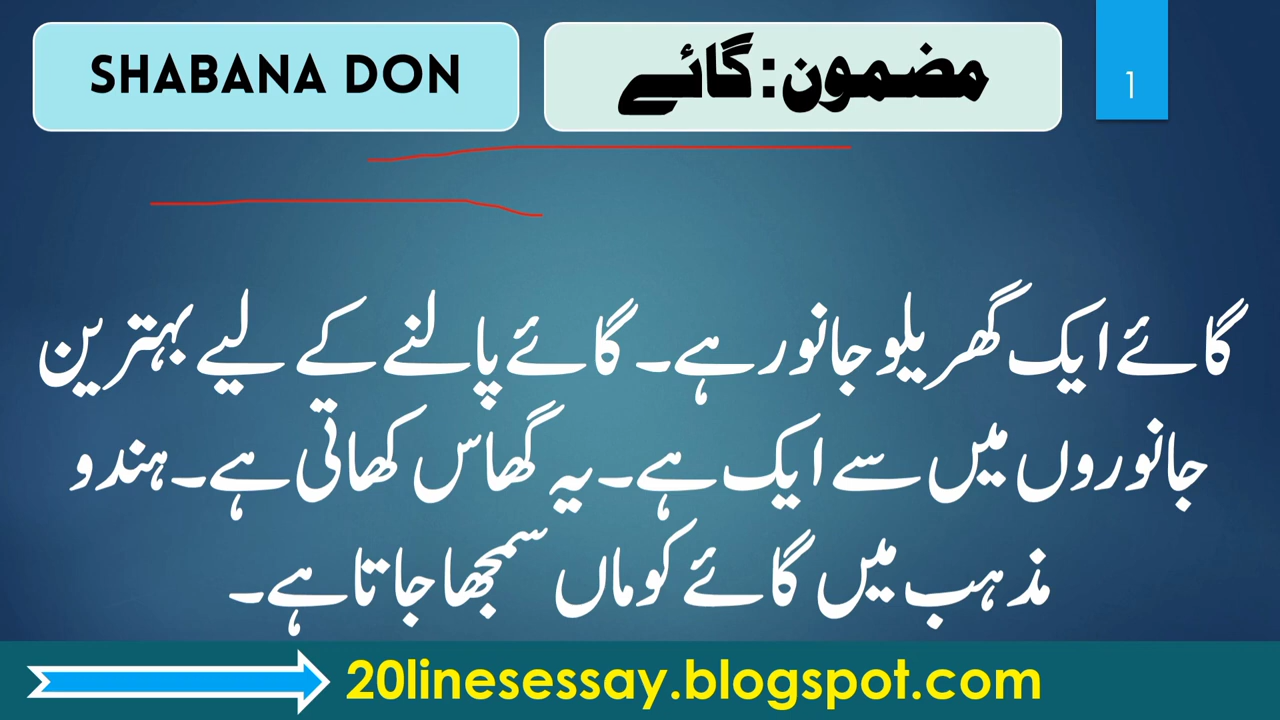 SHABANA DON
مضمون: گائے
1
گائے ایک گھریلو جانور ہے۔ گائے پالنے کے لیے بہترین
جانوروں میں سے ایک ہے۔ یہ گھاس کھاتی ہے۔ ہندو
مذہب میں گائے کو ماں سمجھا جاتا ہے۔
20linesessay.blogspot.com